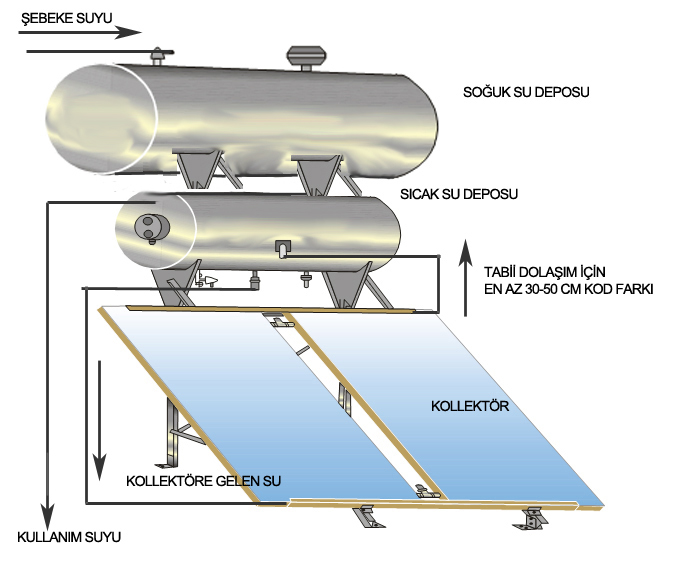 ŞEBEKE SUYU
SOĞUK SU DEPOSU
SICAK SU DEPOSU
TABİİ DOLAŞIM İÇİN
EN AZ 30-50 CM KOD FARKI
KOLLEKTÖR
KOLLEKTÖRE GELEN SU
KULLANIM SUYU